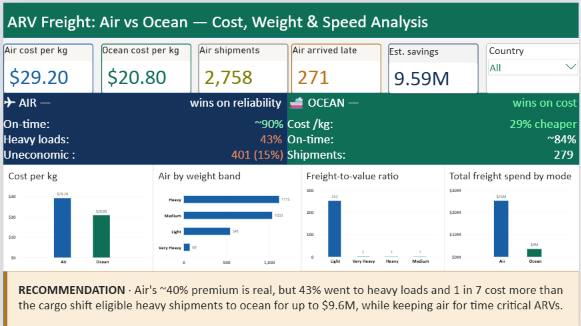 ARV Freight: Air vs Ocean — Cost, Weight & Speed Analysis
Air cost per kg
$29.20
Ocean cost per kg
$20.80
Air shipments
2,758
Air arrived late
271
Est. savings
9.59M
Country
All
AIR — wins on reliability
On-time: ~90%
Heavy loads: 43%
Uneconomic : 401 (15%)
OCEAN — wins on cost
Cost /kg: 29% cheaper
On-time: ~84%
Shipments: 279
Cost per kg
$40
$20
$0
Air Ocean
Air by weight band
Heavy
Medium
Light
Very Heavy
0 500 1,000
Freight-to-value ratio
200
100
0
Light Very Heavy Heavy Medium
Total freight spend by mode
Air Ocean
RECOMMENDATION · Air's ~40% premium is real, but 43% went to heavy loads and 1 in 7 cost more than
the cargo shift eligible heavy shipments to ocean for up to $9.6M, while keeping air for time critical ARVs.